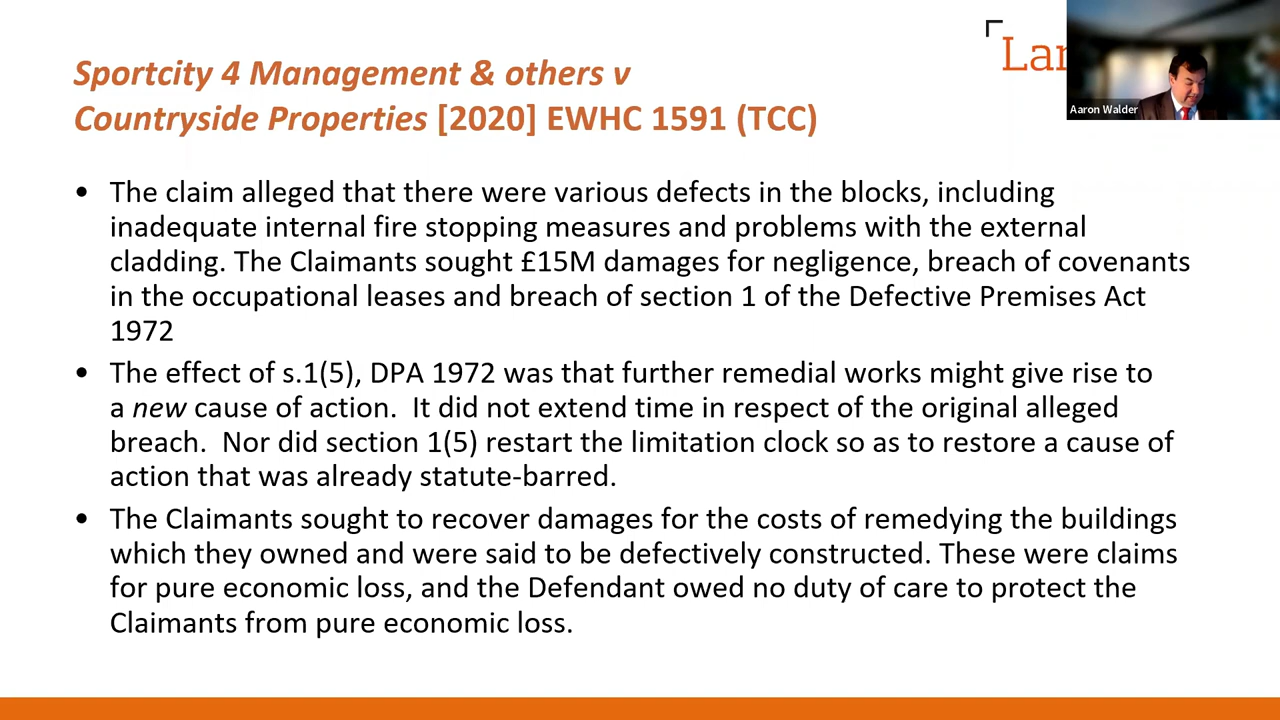 Sportcity 4 Management & others v
Countryside Properties [2020] EWHC 1591 (TCC)
Lan
Aaron Walder
• The claim alleged that there were various defects in the blocks, including
inadequate internal fire stopping measures and problems with the external
cladding. The Claimants sought £15M damages for negligence, breach of covenants
in the occupational leases and breach of section 1 of the Defective Premises Act
1972
• The effect of s.1(5), DPA 1972 was that further remedial works might give rise to
a new cause of action. It did not extend time in respect of the original alleged
breach. Nor did section 1(5) restart the limitation clock so as to restore a cause of
action that was already statute-barred.
• The Claimants sought to recover damages for the costs of remedying the buildings
which they owned and were said to be defectively constructed. These were claims
for pure economic loss, and the Defendant owed no duty of care to protect the
Claimants from pure economic loss.